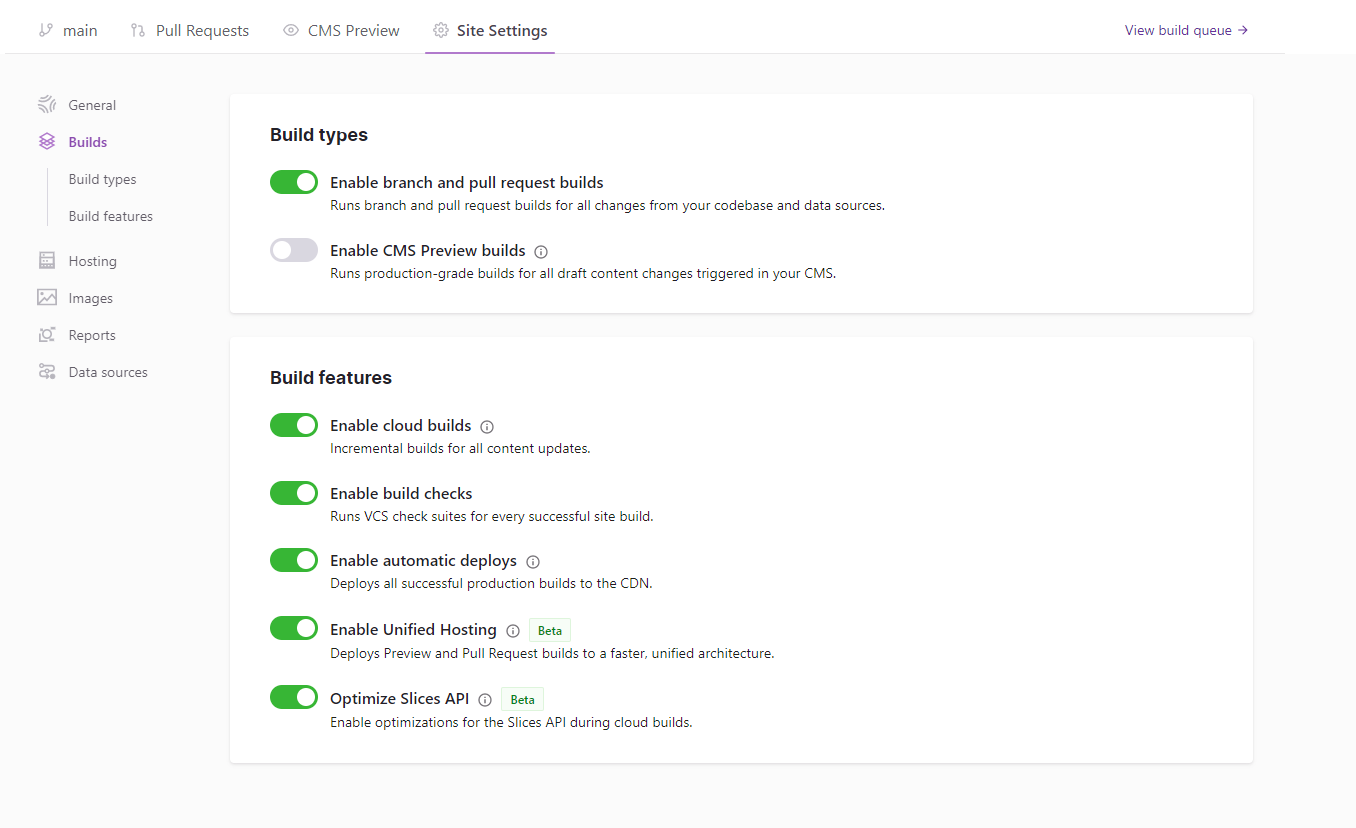 main
Pull Requests
CMS Preview
Site Settings
View build queue →
General
Builds
Build types
Build features
Hosting
Images
Reports
Data sources
Build types
Enable branch and pull request builds
Runs branch and pull request builds for all changes from your codebase and data sources.
Enable CMS Preview builds
Runs production-grade builds for all draft content changes triggered in your CMS.
Build features
Enable cloud builds
Incremental builds for all content updates.
Enable build checks
Runs VCS check suites for every successful site build.
Enable automatic deploys
Deploys all successful production builds to the CDN.
Enable Unified Hosting Beta
Deploys Preview and Pull Request builds to a faster, unified architecture.
Optimize Slices API Beta
Enable optimizations for the Slices API during cloud builds.